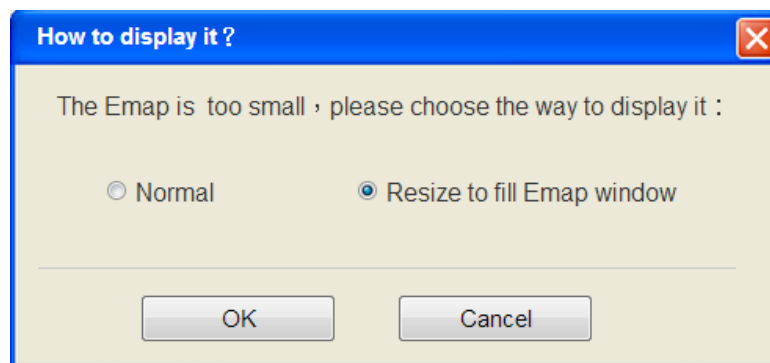 How to display it？
The Emap is  too small，please choose the way to display it：
Normal Resize to fill Emap window
OK Cancel